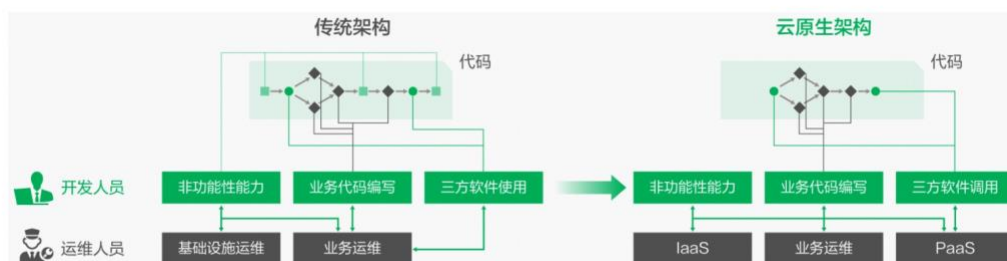 传统架构
云原生架构
代码
代码
开发人员
非功能性能力
业务代码编写
三方软件使用
非功能性能力
业务代码编写
三方软件调用
运维人员
基础设施运维
业务运维
IaaS
业务运维
PaaS